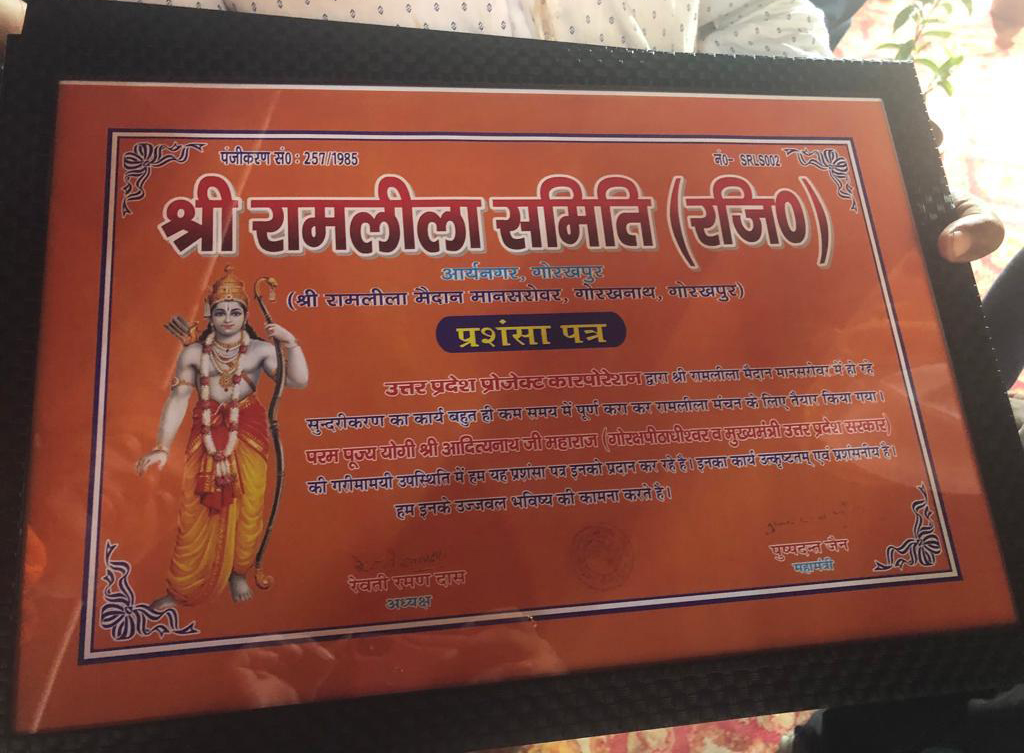 पंजीकरण सं0 : 257/1985
नं0- SRLS002
श्री रामलीला समिति (रजि0)
आर्यनगर, गोरखपुर
(श्री रामलीला मैदान मानसरोवर, गोरखनाथ, गोरखपुर)
प्रशंसा पत्र
उत्तर प्रदेश प्रोजेक्ट कारपोरेशन द्वारा श्री रामलीला मैदान मानसरोवर में हो रहे
सुन्दरीकरण का कार्य बहुत ही कम समय में पूर्ण करा कर रामलीला मंचन के लिए तैयार किया गया।
परम पूज्य योगी श्री आदित्यनाथ जी महाराज (गोरक्षपीठाधीश्वर व मुख्यमंत्री उत्तर प्रदेश सरकार)
की गरीमामयी उपस्थिति में हम यह प्रशंसा पत्र इनको प्रदान कर रहे है। इनका कार्य उत्कृष्टतम् एवं प्रशंसनीय है।
हम इनके उज्जवल भविष्य की कामना करते है।
रेवती रमण दास
अध्यक्ष
पुष्पदन्त जैन
महामंत्री